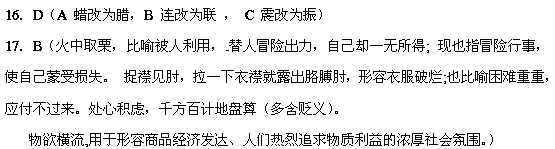 16. D（A 蜡改为腊，B 连改为联 ， C 震改为振）
17. B（火中取栗，比喻被人利用，.替人冒险出力，自己却一无所得; 现也指冒险行事，
使自己蒙受损失。 捉襟见肘，拉一下衣襟就露出胳膊肘，形容衣服破烂;也比喻困难重重，
应付不过来。处心积虑，千方百计地盘算（多含贬义）。
物欲横流,用于形容商品经济发达、人们热烈追求物质利益的浓厚社会氛围。）